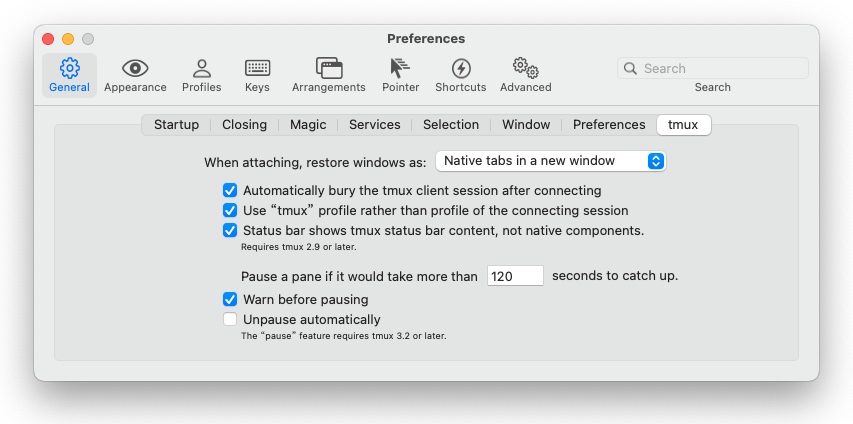 Preferences
General Appearance Profiles Keys Arrangements Pointer Shortcuts Advanced
Search
Search
Startup Closing Magic Services Selection Window Preferences tmux
When attaching, restore windows as: Native tabs in a new window
Automatically bury the tmux client session after connecting
Use “tmux” profile rather than profile of the connecting session
Status bar shows tmux status bar content, not native components.
Requires tmux 2.9 or later.
Pause a pane if it would take more than 120 seconds to catch up.
Warn before pausing
Unpause automatically
The “pause” feature requires tmux 3.2 or later.